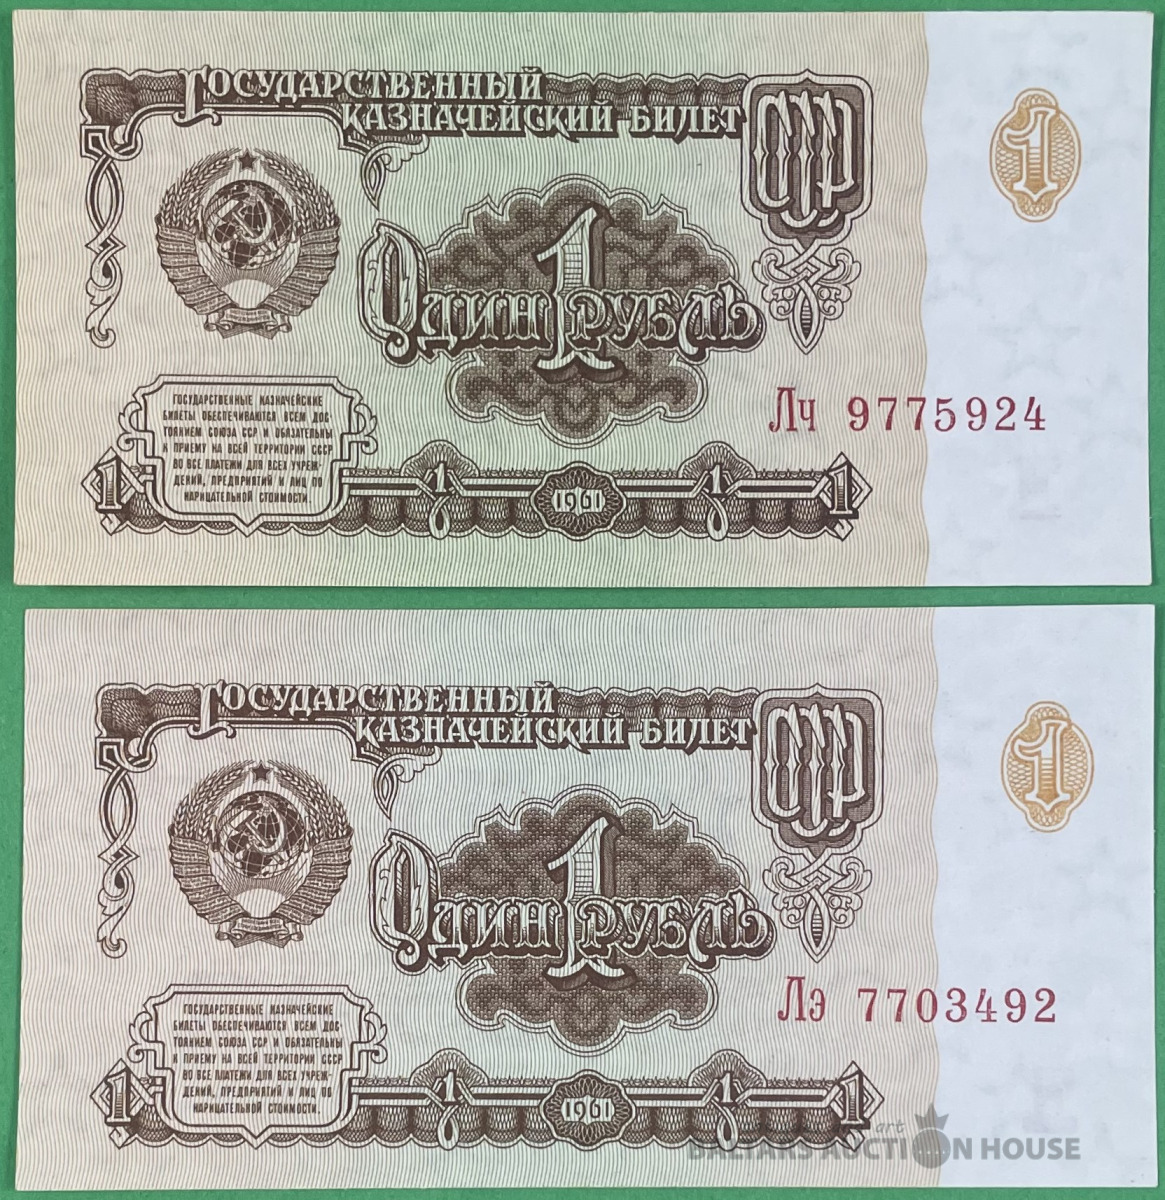 Государственный
казначейский билет
СССР
1
1
Один рубль
Лч 9775924
Государственные казначейские
билеты обеспечиваются всем дос-
тоянием Союза ССР и обязательны
к приему на всей территории СССР
во все платежи для всех учреж-
дений, предприятий и лиц по
нарицательной стоимости.
1 1 1961 1 1
Государственный
казначейский билет
СССР
1
1
Один рубль
Лэ 7703492
Государственные казначейские
билеты обеспечиваются всем дос-
тоянием Союза ССР и обязательны
к приему на всей территории СССР
во все платежи для всех учреж-
дений, предприятий и лиц по
нарицательной стоимости.
1 1 1961 1 1
art
BALTARS AUCTION HOUSE